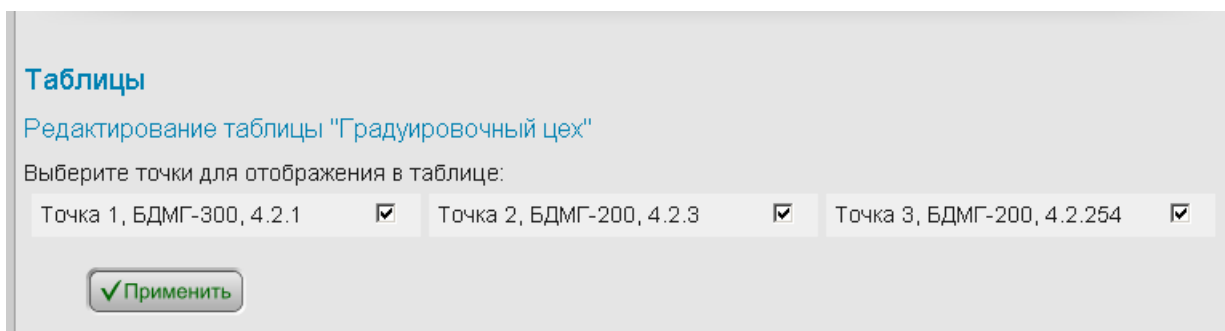 Таблицы
Редактирование таблицы "Градуировочный цех"
Выберите точки для отображения в таблице:
Точка 1, БДМГ-300, 4.2.1 Точка 2, БДМГ-200, 4.2.3 Точка 3, БДМГ-200, 4.2.254
Применить